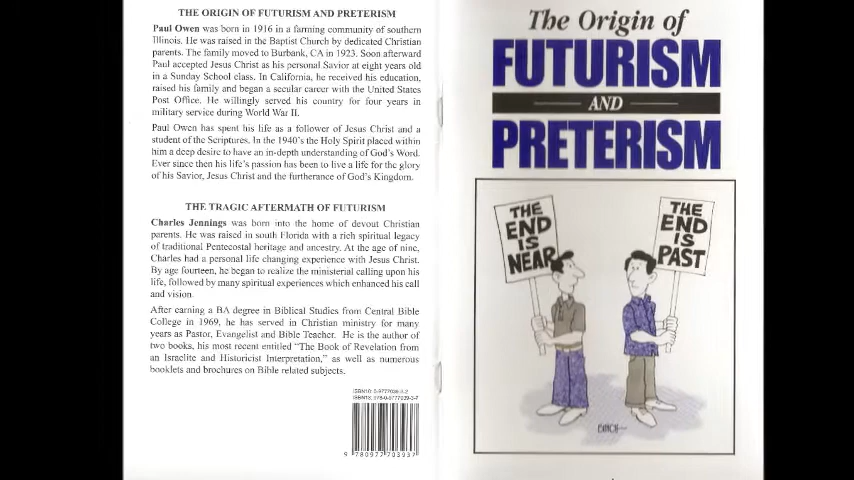 THE ORIGIN OF FUTURISM AND PRETERISM
Paul Owen was born in 1916 in a farming community of southern
Illinois. He was raised in the Baptist Church by dedicated Christian
parents. The family moved to Burbank, CA in 1923. Soon afterward
Paul accepted Jesus Christ as his personal Savior at eight years old
in a Sunday School class. In California, he received his education,
raised his family and began a secular career with the United States
Post Office. He willingly served his country for four years in
military service during World War II.
Paul Owen has spent his life as a follower of Jesus Christ and a
student of the Scriptures. In the 1940's the Holy Spirit placed within
him a deep desire to have an in-depth understanding of God's Word.
Ever since then his life's passion has been to live a life for the glory
of his Savior, Jesus Christ and the furtherance of God's Kingdom.
THE TRAGIC AFTERMATH OF FUTURISM
Charles Jennings was born into the home of devout Christian
parents. He was raised in south Florida with a rich spiritual legacy
of traditional Pentecostal heritage and ancestry. At the age of nine,
Charles had a personal life changing experience with Jesus Christ.
By age fourteen, he began to realize the ministerial calling upon his
life, followed by many spiritual experiences which enhanced his call
and vision.
After earning a BA degree in Biblical Studies from Central Bible
College in 1969, he has served in Christian ministry for many
years as Pastor, Evangelist and Bible Teacher. He is the author of
two books, his most recent entitled "The Book of Revelation from
an Israelite and Historicist Interpretation," as well as numerous
booklets and brochures on Bible related subjects.
9 780977 703937
The Origin of
FUTURISM
AND
PRETERISM
THE
END
IS
NEAR
THE
END
IS
PAST